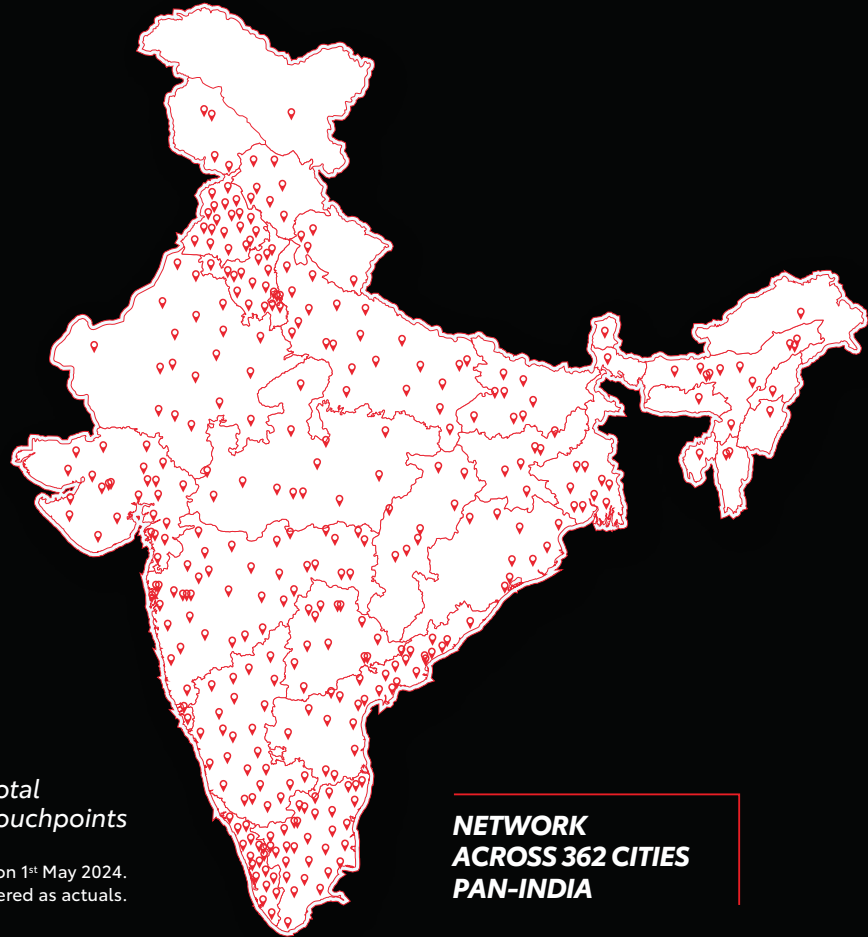 otal
ouchpoints
on 1st May 2024.
ered as actuals.
NETWORK
ACROSS 362 CITIES
PAN-INDIA